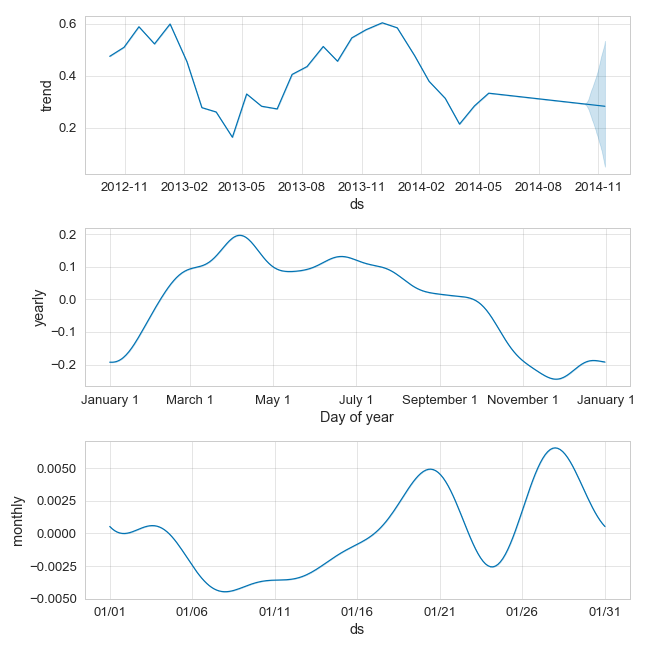 0.6
0.4
0.2
trend
2012-11 2013-02 2013-05 2013-08 2013-11 2014-02 2014-05 2014-08 2014-11
ds
0.2
0.1
0.0
−0.1
−0.2
yearly
January 1 March 1 May 1 July 1 September 1 November 1 January 1
Day of year
0.0050
0.0025
0.0000
−0.0025
−0.0050
monthly
01/01 01/06 01/11 01/16 01/21 01/26 01/31
ds